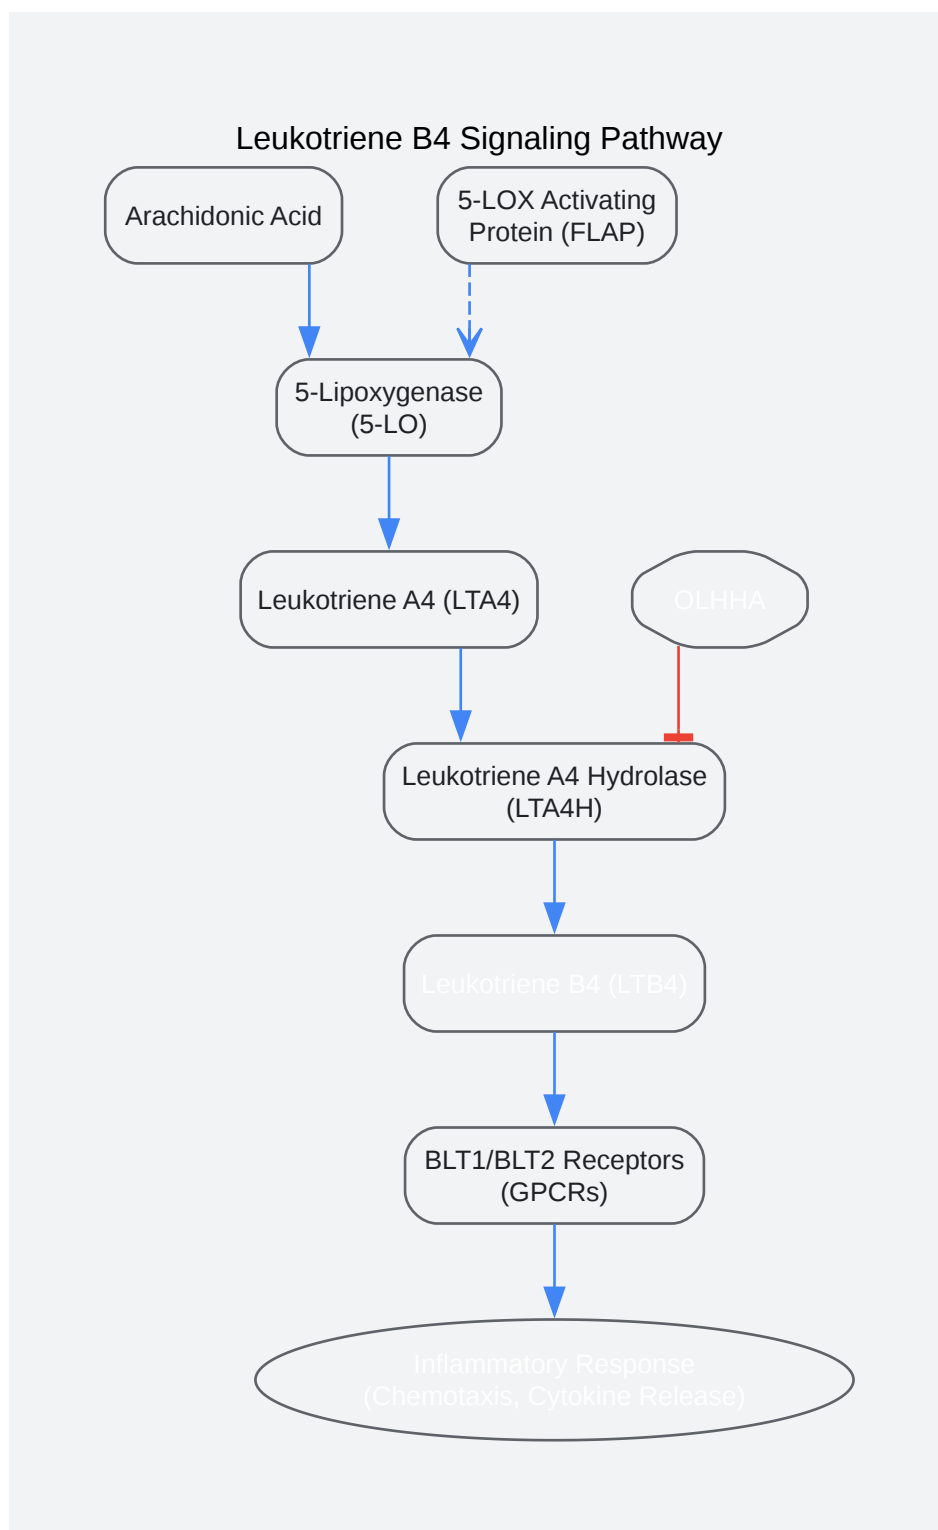 Leukotriene B4 Signaling Pathway
Arachidonic Acid
5-LOX Activating
Protein (FLAP)
5-Lipoxygenase
(5-LO)
Leukotriene A4 (LTA4)
OLHHA
Leukotriene A4 Hydrolase
(LTA4H)
Leukotriene B4 (LTB4)
BLT1/BLT2 Receptors
(GPCRs)
Inflammatory Response
(Chemotaxis, Cytokine Release)